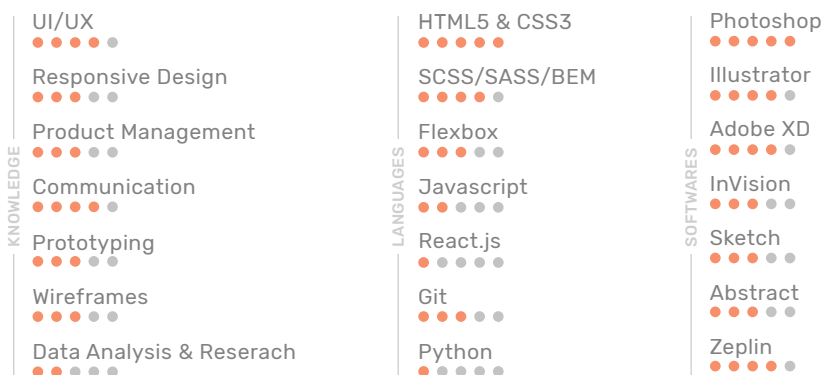 KNOWLEDGE
UI/UX
Responsive Design
Product Management
Communication
Prototyping
Wireframes
Data Analysis & Reserach
LANGUAGES
HTML5 & CSS3
SCSS/SASS/BEM
Flexbox
Javascript
React.js
Git
Python
SOFTWARES
Photoshop
Illustrator
Adobe XD
InVision
Sketch
Abstract
Zeplin